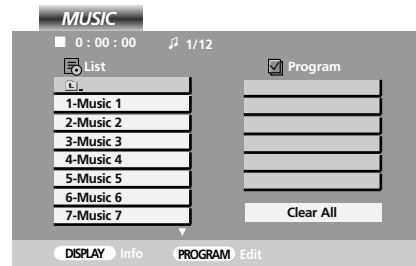 MUSIC
0 : 00 : 00 1/12
List
Program
1-Music 1
2-Music 2
3-Music 3
4-Music 4
5-Music 5
6-Music 6
7-Music 7
Clear All
DISPLAY Info PROGRAM Edit